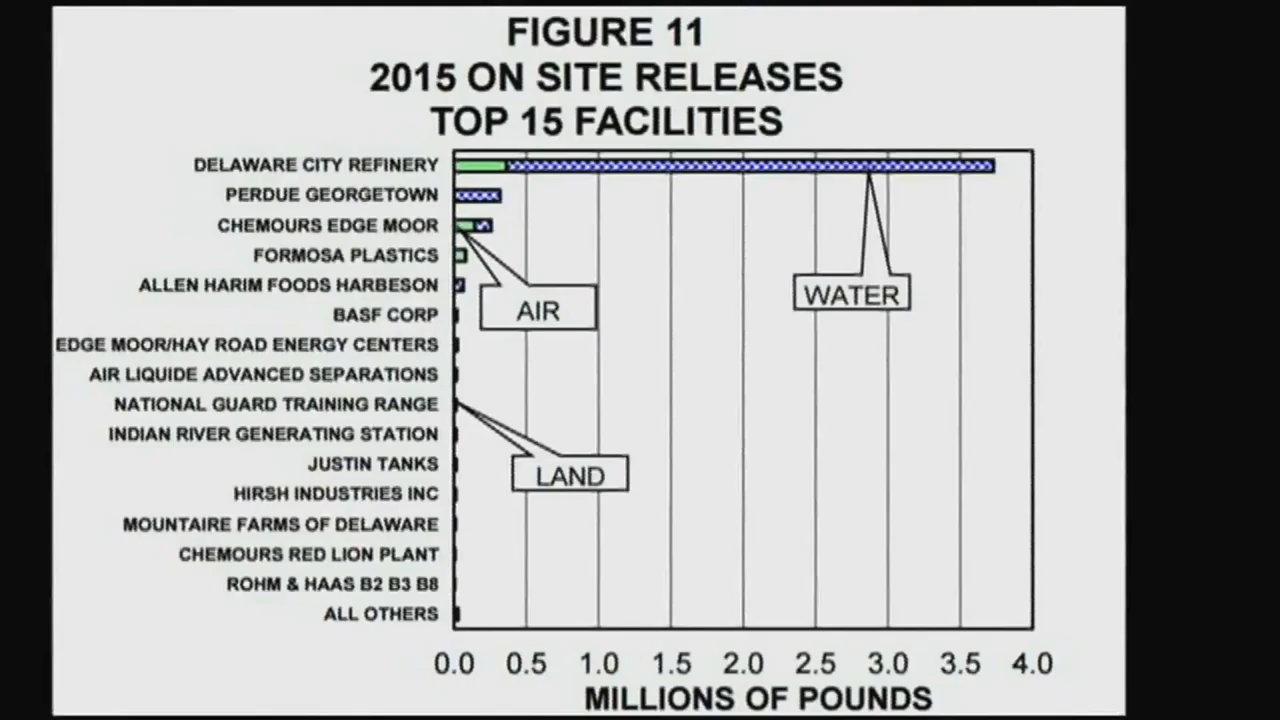 FIGURE 11
2015 ON SITE RELEASES
TOP 15 FACILITIES
DELAWARE CITY REFINERY
PERDUE GEORGETOWN
CHEMOURS EDGE MOOR
FORMOSA PLASTICS
ALLEN HARIM FOODS HARBESON
BASF CORP
EDGE MOOR/HAY ROAD ENERGY CENTERS
AIR LIQUIDE ADVANCED SEPARATIONS
NATIONAL GUARD TRAINING RANGE
INDIAN RIVER GENERATING STATION
JUSTIN TANKS
HIRSH INDUSTRIES INC
MOUNTAIRE FARMS OF DELAWARE
CHEMOURS RED LION PLANT
ROHM & HAAS B2 B3 B8
ALL OTHERS
WATER
AIR
LAND
0.0 0.5 1.0 1.5 2.0 2.5 3.0 3.5 4.0
MILLIONS OF POUNDS